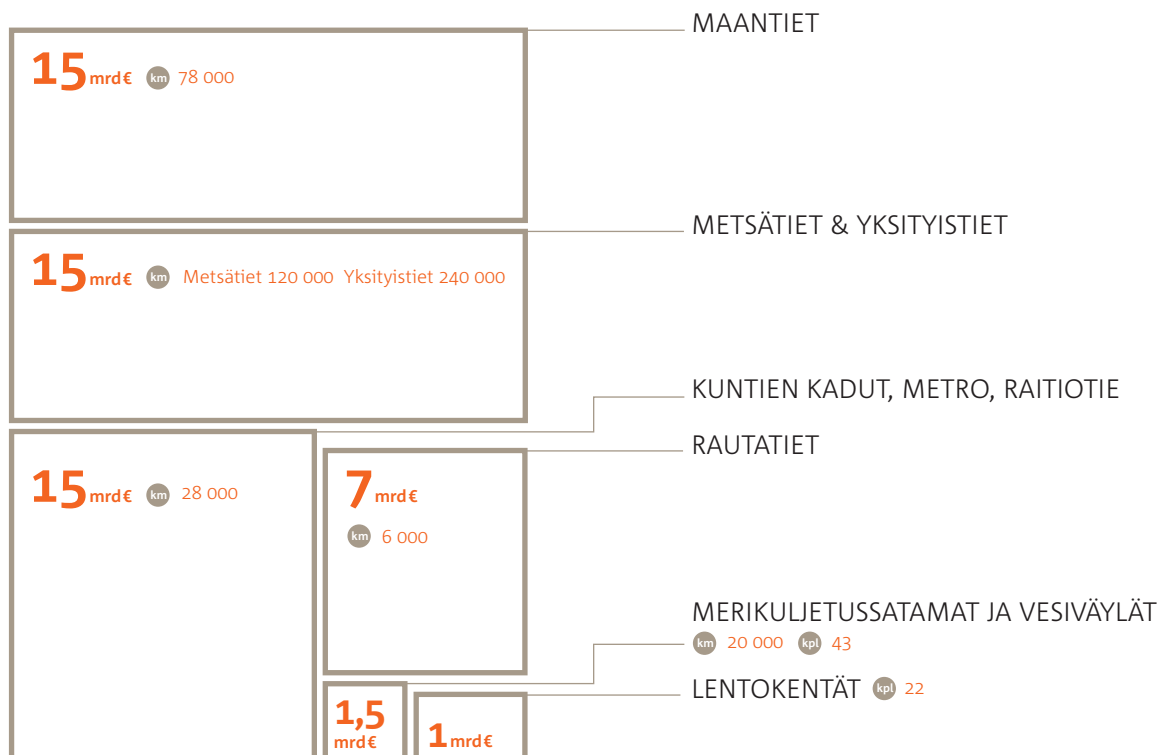 MAANTIET
15 mrd € km 78 000
METSÄTIET & YKSITYISTIET
15 mrd € km Metsätiet 120 000 Yksityistiet 240 000
KUNTIEN KADUT, METRO, RAITIOTIE
15 mrd € km 28 000
RAUTATIET
7 mrd €
km 6 000
MERIKULJETUSSATAMAT JA VESIVÄYLÄT
km 20 000 kpl 43
1,5
mrd €
LENTOKENTÄT kpl 22
1 mrd €